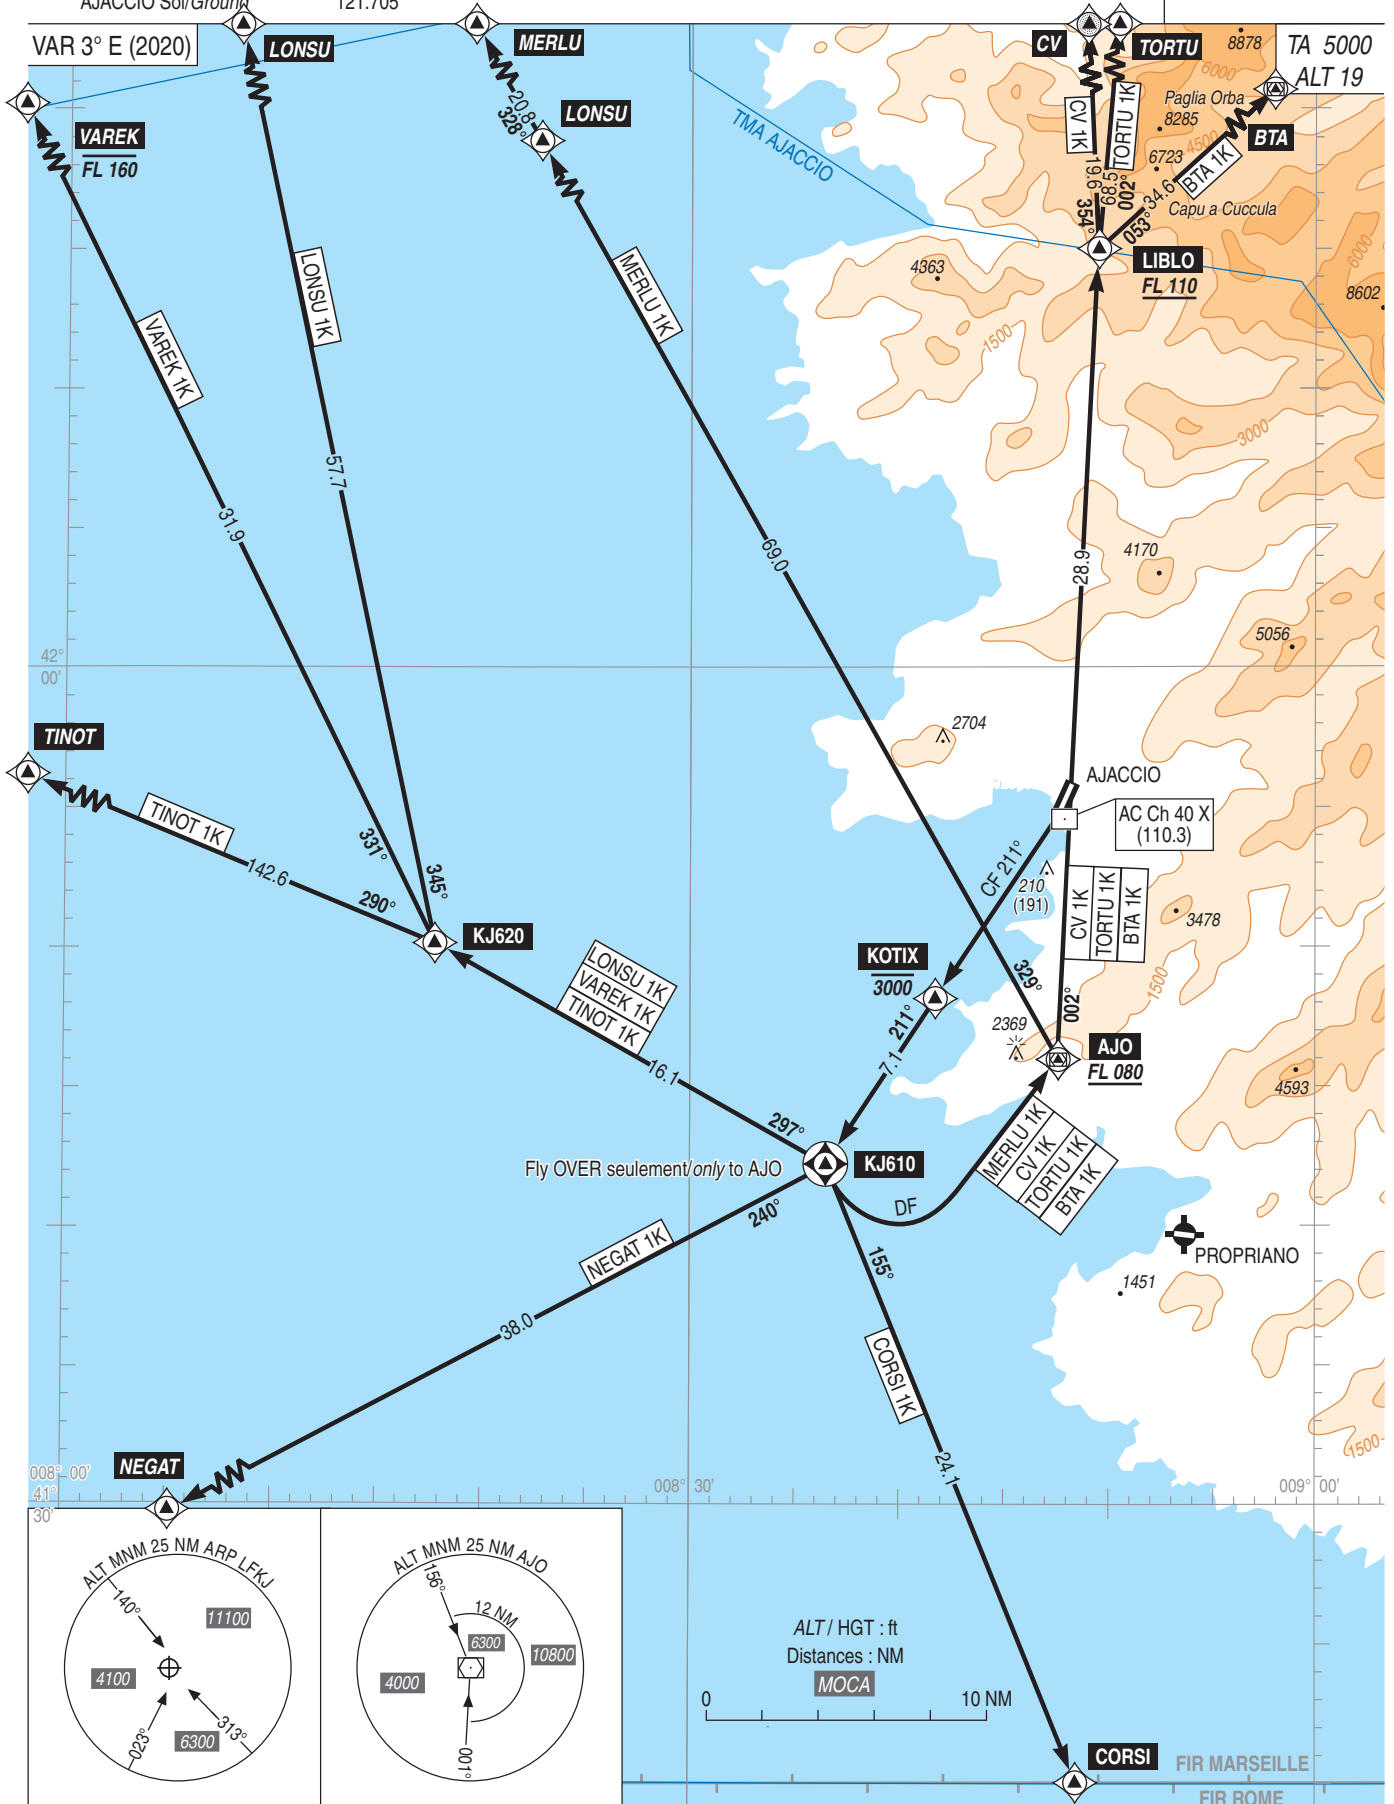 AJACCIO Sol/Ground 121.705
VAR 3° E (2020)
LONSU
MERLU
CV
TORTU
8878
TA 5000
ALT 19
6000
VAREK
FL 160
20.8
328°
LONSU
TMA AJACCIO
CV 1K
TORTU 1K
Paglia Orba
8285
4500
BTA
6723
BTA 1K
19.6
68.5
002°
34.6
354°
053°
Capu a Cuccula
LIBLO
FL 110
6000
8602
4363
1500
LONSU 1K
MERLU 1K
VAREK 1K
3000
57.7
31.9
69.0
28.9
4170
5056
42°
00'
2704
TINOT
AJACCIO
AC Ch 40 X
(110.3)
TINOT 1K
142.6
290°
331°
345°
CF 211°
210
(191)
CV 1K
TORTU 1K
BTA 1K
3478
KJ620
LONSU 1K
VAREK 1K
TINOT 1K
KOTIX
3000
329°
002°
1500
211°
7.1
2369
AJO
FL 080
4593
16.1
297°
Fly OVER seulement/only to AJO
KJ610
MERLU 1K
CV 1K
TORTU 1K
BTA 1K
DF
240°
155°
NEGAT 1K
PROPRIANO
1451
38.0
CORSI 1K
24.1
1500
NEGAT
008° 00'
41°
30'
008° 30'
009° 00'
ALT MNM 25 NM ARP LFKJ
140°
11100
4100
023°
6300
313°
ALT MNM 25 NM AJO
156°
12 NM
6300
10800
4000
001°
ALT / HGT : ft
Distances : NM
MOCA
0 10 NM
CORSI
FIR MARSEILLE
FIR ROME